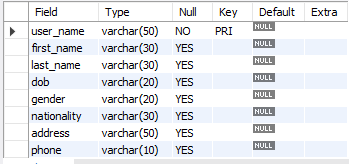 Field Type Null Key Default Extra
user_name varchar(50) NO PRI NULL
first_name varchar(30) YES NULL
last_name varchar(30) YES NULL
dob varchar(20) YES NULL
gender varchar(20) YES NULL
nationality varchar(30) YES NULL
address varchar(50) YES NULL
phone varchar(10) YES NULL